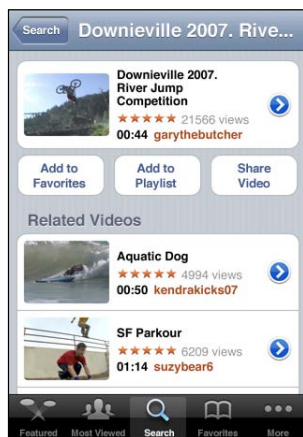 Search
Downieville 2007. Rive...
Downieville 2007.
River Jump
Competition
21566 views
00:44 garythebutcher
Add to
Favorites
Add to
Playlist
Share
Video
Related Videos
Aquatic Dog
4994 views
00:50 kendrakicks07
SF Parkour
6209 views
01:14 suzybear6
Featured
Most Viewed
Search
Favorites
More